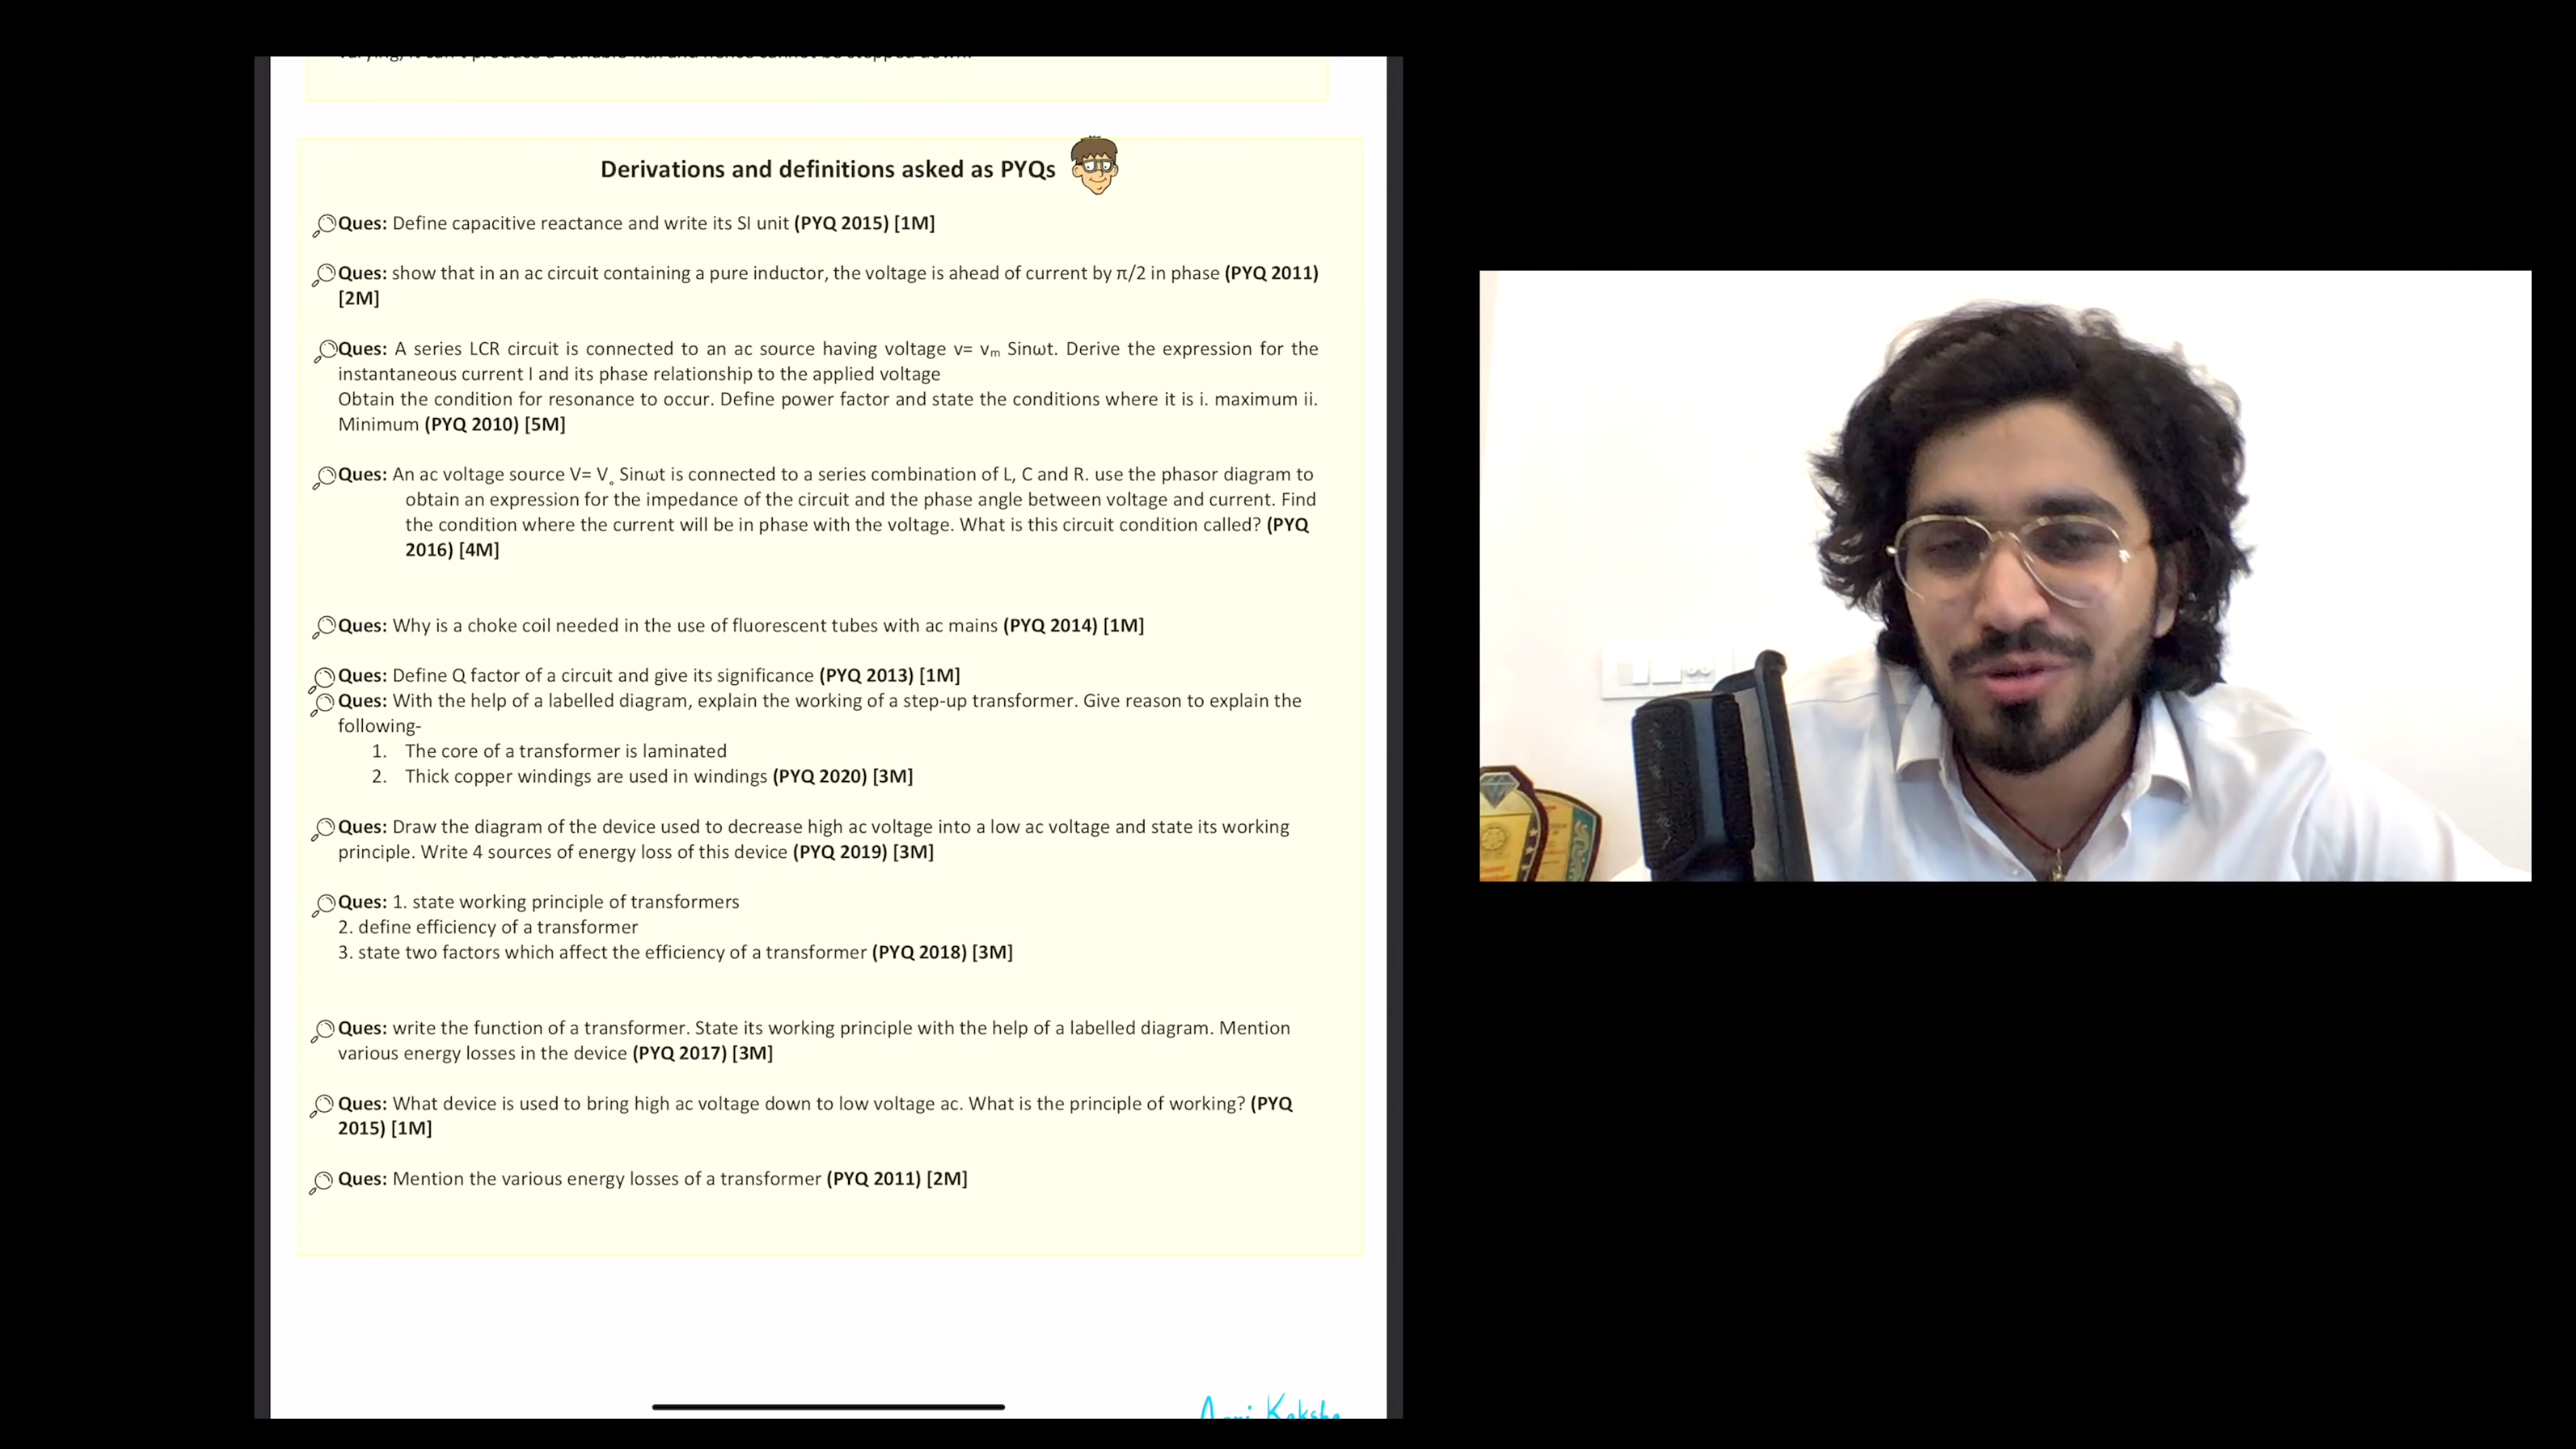 varying, it can't produce a variable flux and hence cannot be stepped down.
Derivations and definitions asked as PYQs
Ques: Define capacitive reactance and write its SI unit (PYQ 2015) [1M]
Ques: show that in an ac circuit containing a pure inductor, the voltage is ahead of current by π/2 in phase (PYQ 2011)
[2M]
Ques: A series LCR circuit is connected to an ac source having voltage v= vₘ Sinωt. Derive the expression for the
instantaneous current I and its phase relationship to the applied voltage
Obtain the condition for resonance to occur. Define power factor and state the conditions where it is i. maximum ii.
Minimum (PYQ 2010) [5M]
Ques: An ac voltage source V= V° Sinωt is connected to a series combination of L, C and R. use the phasor diagram to
obtain an expression for the impedance of the circuit and the phase angle between voltage and current. Find
the condition where the current will be in phase with the voltage. What is this circuit condition called? (PYQ
2016) [4M]
Ques: Why is a choke coil needed in the use of fluorescent tubes with ac mains (PYQ 2014) [1M]
Ques: Define Q factor of a circuit and give its significance (PYQ 2013) [1M]
Ques: With the help of a labelled diagram, explain the working of a step-up transformer. Give reason to explain the
following-
1. The core of a transformer is laminated
2. Thick copper windings are used in windings (PYQ 2020) [3M]
Ques: Draw the diagram of the device used to decrease high ac voltage into a low ac voltage and state its working
principle. Write 4 sources of energy loss of this device (PYQ 2019) [3M]
Ques: 1. state working principle of transformers
2. define efficiency of a transformer
3. state two factors which affect the efficiency of a transformer (PYQ 2018) [3M]
Ques: write the function of a transformer. State its working principle with the help of a labelled diagram. Mention
various energy losses in the device (PYQ 2017) [3M]
Ques: What device is used to bring high ac voltage down to low voltage ac. What is the principle of working? (PYQ
2015) [1M]
Ques: Mention the various energy losses of a transformer (PYQ 2011) [2M]